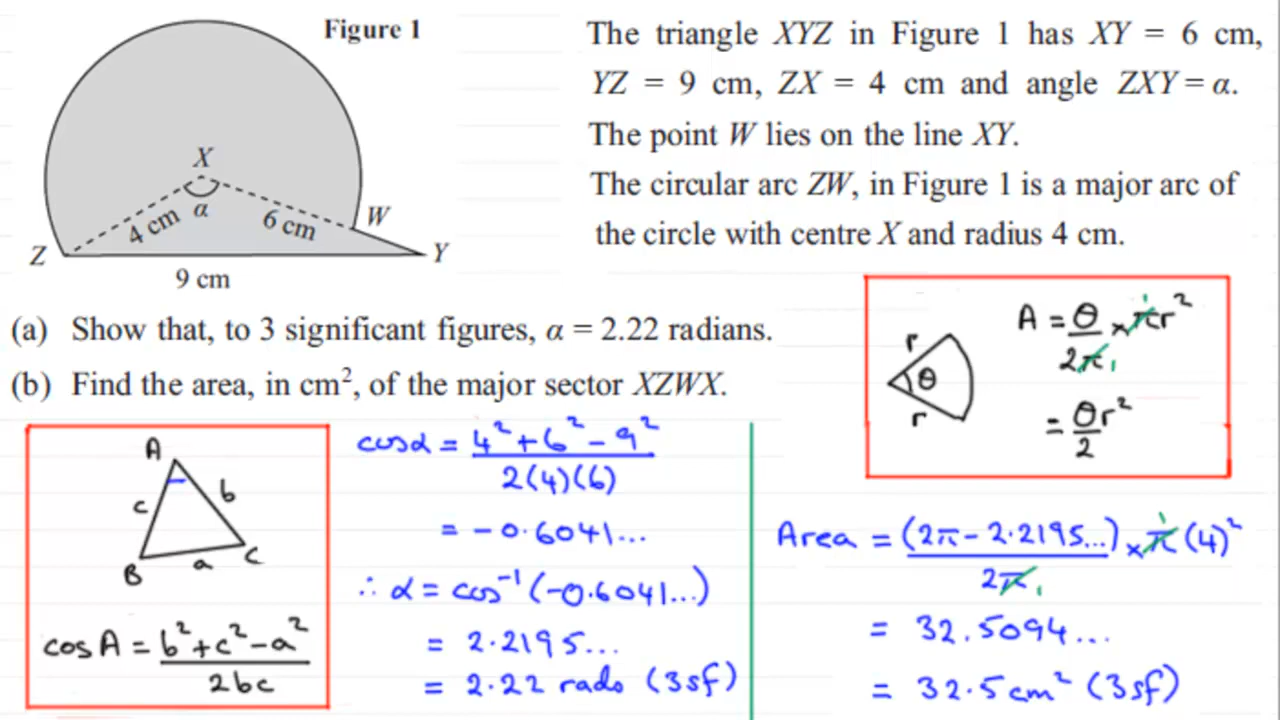 Figure 1
X
α
4 cm
6 cm
W
Z
Y
9 cm
The triangle XYZ in Figure 1 has XY = 6 cm,
YZ = 9 cm, ZX = 4 cm and angle ZXY = α.
The point W lies on the line XY.
The circular arc ZW, in Figure 1 is a major arc of
the circle with centre X and radius 4 cm.
(a) Show that, to 3 significant figures, α = 2.22 radians.
(b) Find the area, in cm², of the major sector XZWX.
r
θ
r
A = θ/2π × πr²
1
1
= θr²/2
A
c
b
B
a
C
cos A = b² + c² − a² / 2bc
cosα = 4² + 6² − 9² / 2(4)(6)
= −0.6041...
∴ α = cos⁻¹(−0.6041...)
= 2.2195...
= 2.22 rads (3sf)
Area = (2π − 2.2195...) / 2π × π(4)²
1
1
= 32.5094...
= 32.5 cm² (3sf)